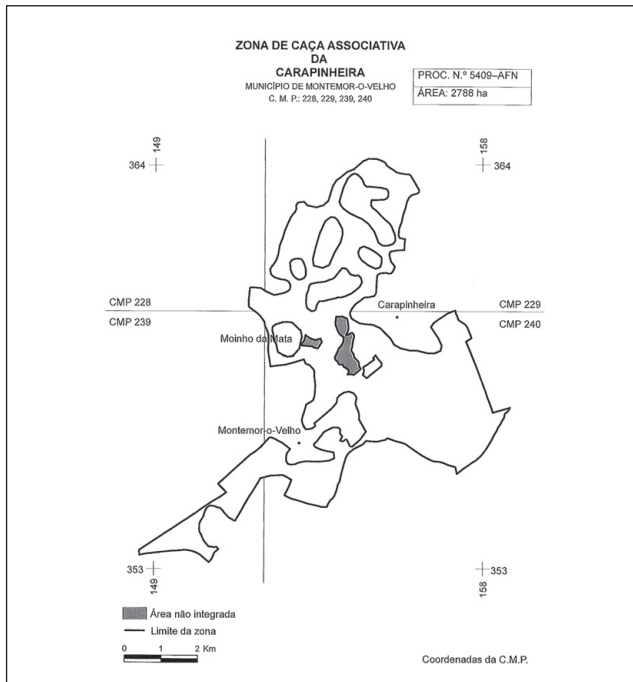 ZONA DE CAÇA ASSOCIATIVA
DA
CARAPINHEIRA
MUNICÍPIO DE MONTEMOR-O-VELHO
C. M. P.: 228, 229, 239, 240
PROC. N.º 5409–AFN
ÁREA: 2788 ha
149
158
364
364
Carapinheira
CMP 228
CMP 229
CMP 239
CMP 240
Moinho da Mata
Montemor-o-Velho
353
353
149
158
Área não integrada
Limite da zona
0 1 2 Km
Coordenadas da C.M.P.